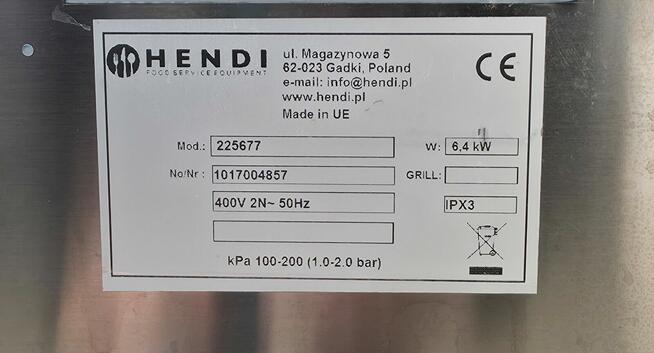 HENDI
FOOD SERVICE EQUIPMENT
ul. Magazynowa 5
62-023 Gadki, Poland
e-mail: info@hendi.pl
www.hendi.pl
Made in UE
CE
Mod.: 225677 W: 6,4 kW
No/Nr : 1017004857 GRILL:
400V 2N~ 50Hz IPX3
kPa 100-200 (1.0-2.0 bar)